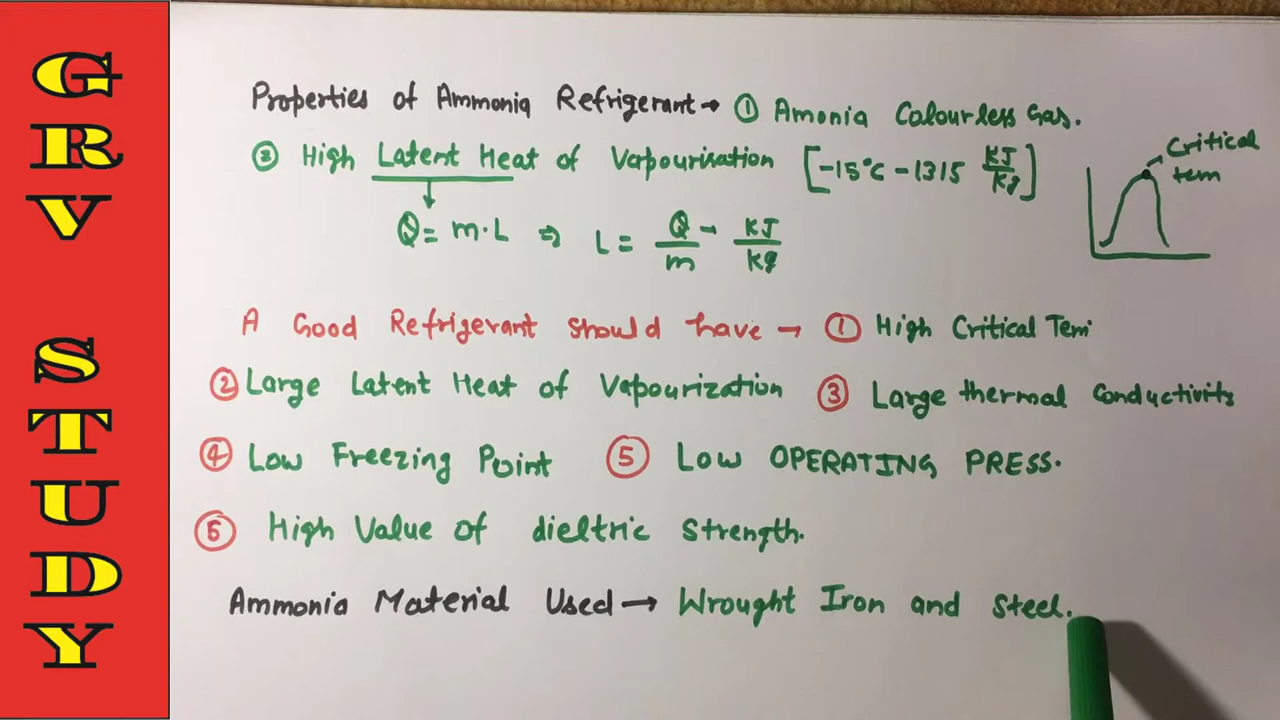 GRV STUDY
Properties of Ammonia Refrigerant → ① Amonia Colourless Gas.
② High Latent Heat of Vapourisation [-15°C - 1315 KJ/Kg]
Critical tem
Q = m·L ⇒ L = Q/m - KJ/Kg
A Good Refrigerant Should have → ① High Critical Tem
② Large Latent Heat of Vapourization ③ Large thermal Conductivity
④ Low Freezing Point ⑤ Low OPERATING PRESS.
⑥ High Value of dieltric Strength.
Ammonia Material Used → Wrought Iron and Steel.